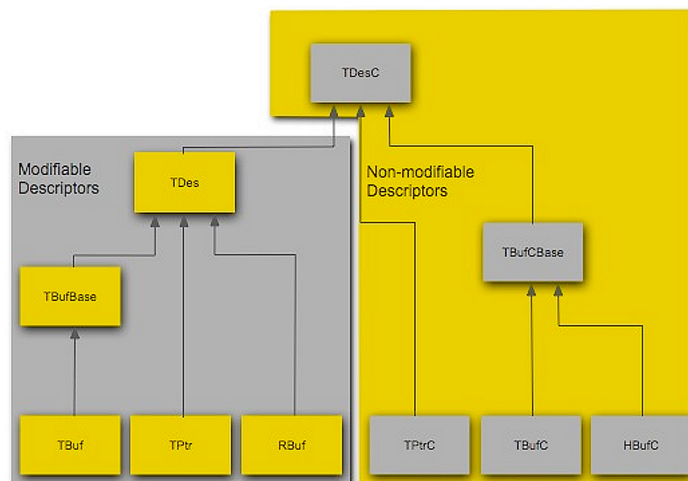 TDesC
Modifiable
Descriptors
TDes
Non-modifiable
Descriptors
TBufCBase
TBufBase
TBuf
TPtr
RBuf
TPtrC
TBufC
HBufC